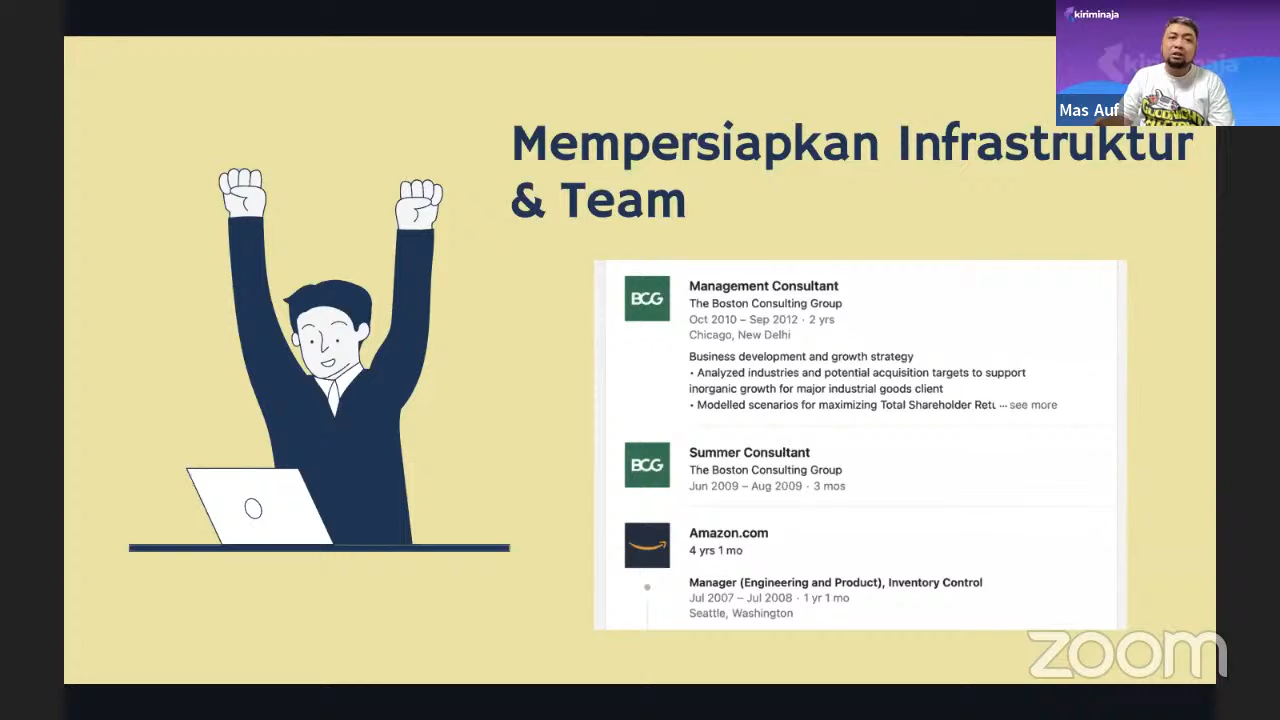 kiriminaja
Mas Auf
Mempersiapkan Infrastruktur
& Team
BCG
Management Consultant
The Boston Consulting Group
Oct 2010 – Sep 2012 · 2 yrs
Chicago, New Delhi
Business development and growth strategy
• Analyzed industries and potential acquisition targets to support
inorganic growth for major industrial goods client
• Modelled scenarios for maximizing Total Shareholder Retu ... see more
BCG
Summer Consultant
The Boston Consulting Group
Jun 2009 – Aug 2009 · 3 mos
Amazon.com
4 yrs 1 mo
Manager (Engineering and Product), Inventory Control
Jul 2007 – Jul 2008 · 1 yr 1 mo
Seattle, Washington
zoom